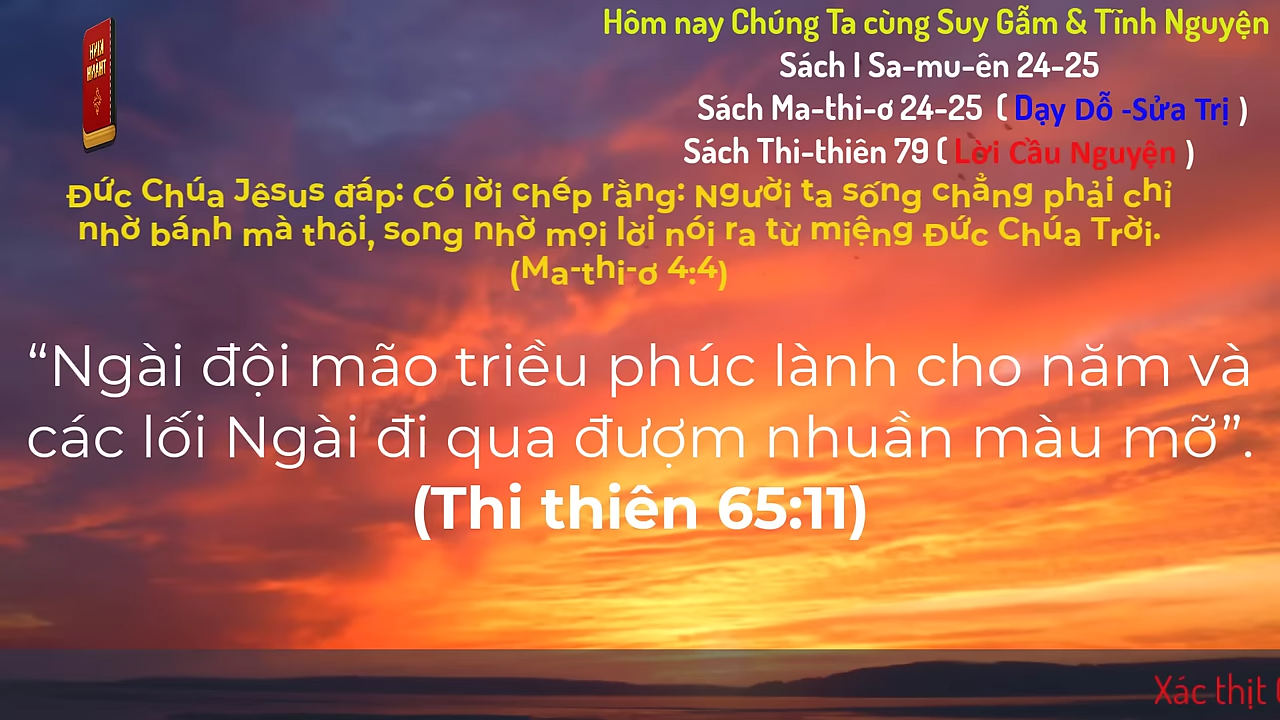 Hôm nay Chúng Ta cùng Suy Gẫm & Tĩnh Nguyện
Sách I Sa-mu-ên 24-25
Sách Ma-thi-ơ 24-25 ( Dạy Dỗ -Sửa Trị )
Sách Thi-thiên 79 ( Lời Cầu Nguyện )
KINH
THÁNH
Đức Chúa Jêsus đáp: Có lời chép rằng: Người ta sống chẳng phải chỉ
nhờ bánh mà thôi, song nhờ mọi lời nói ra từ miệng Đức Chúa Trời.
(Ma-thi-ơ 4:4)
“Ngài đội mão triều phúc lành cho năm và
các lối Ngài đi qua đượm nhuần màu mỡ”.
(Thi thiên 65:11)
Xác thịt